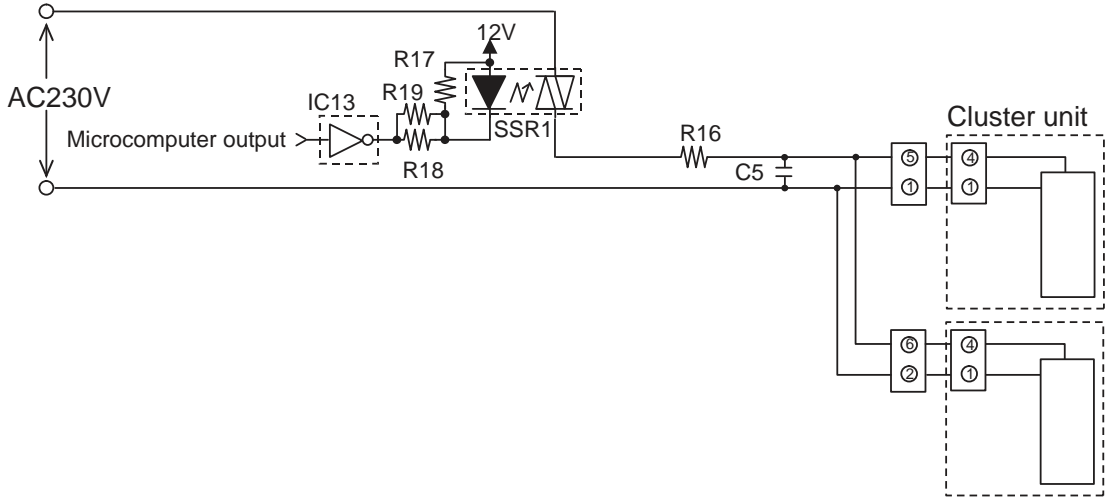 12V
R17
AC230V
IC13
R19
Microcomputer output
SSR1
R18
R16
C5
Cluster unit
5
4
1
1
6
4
2
1